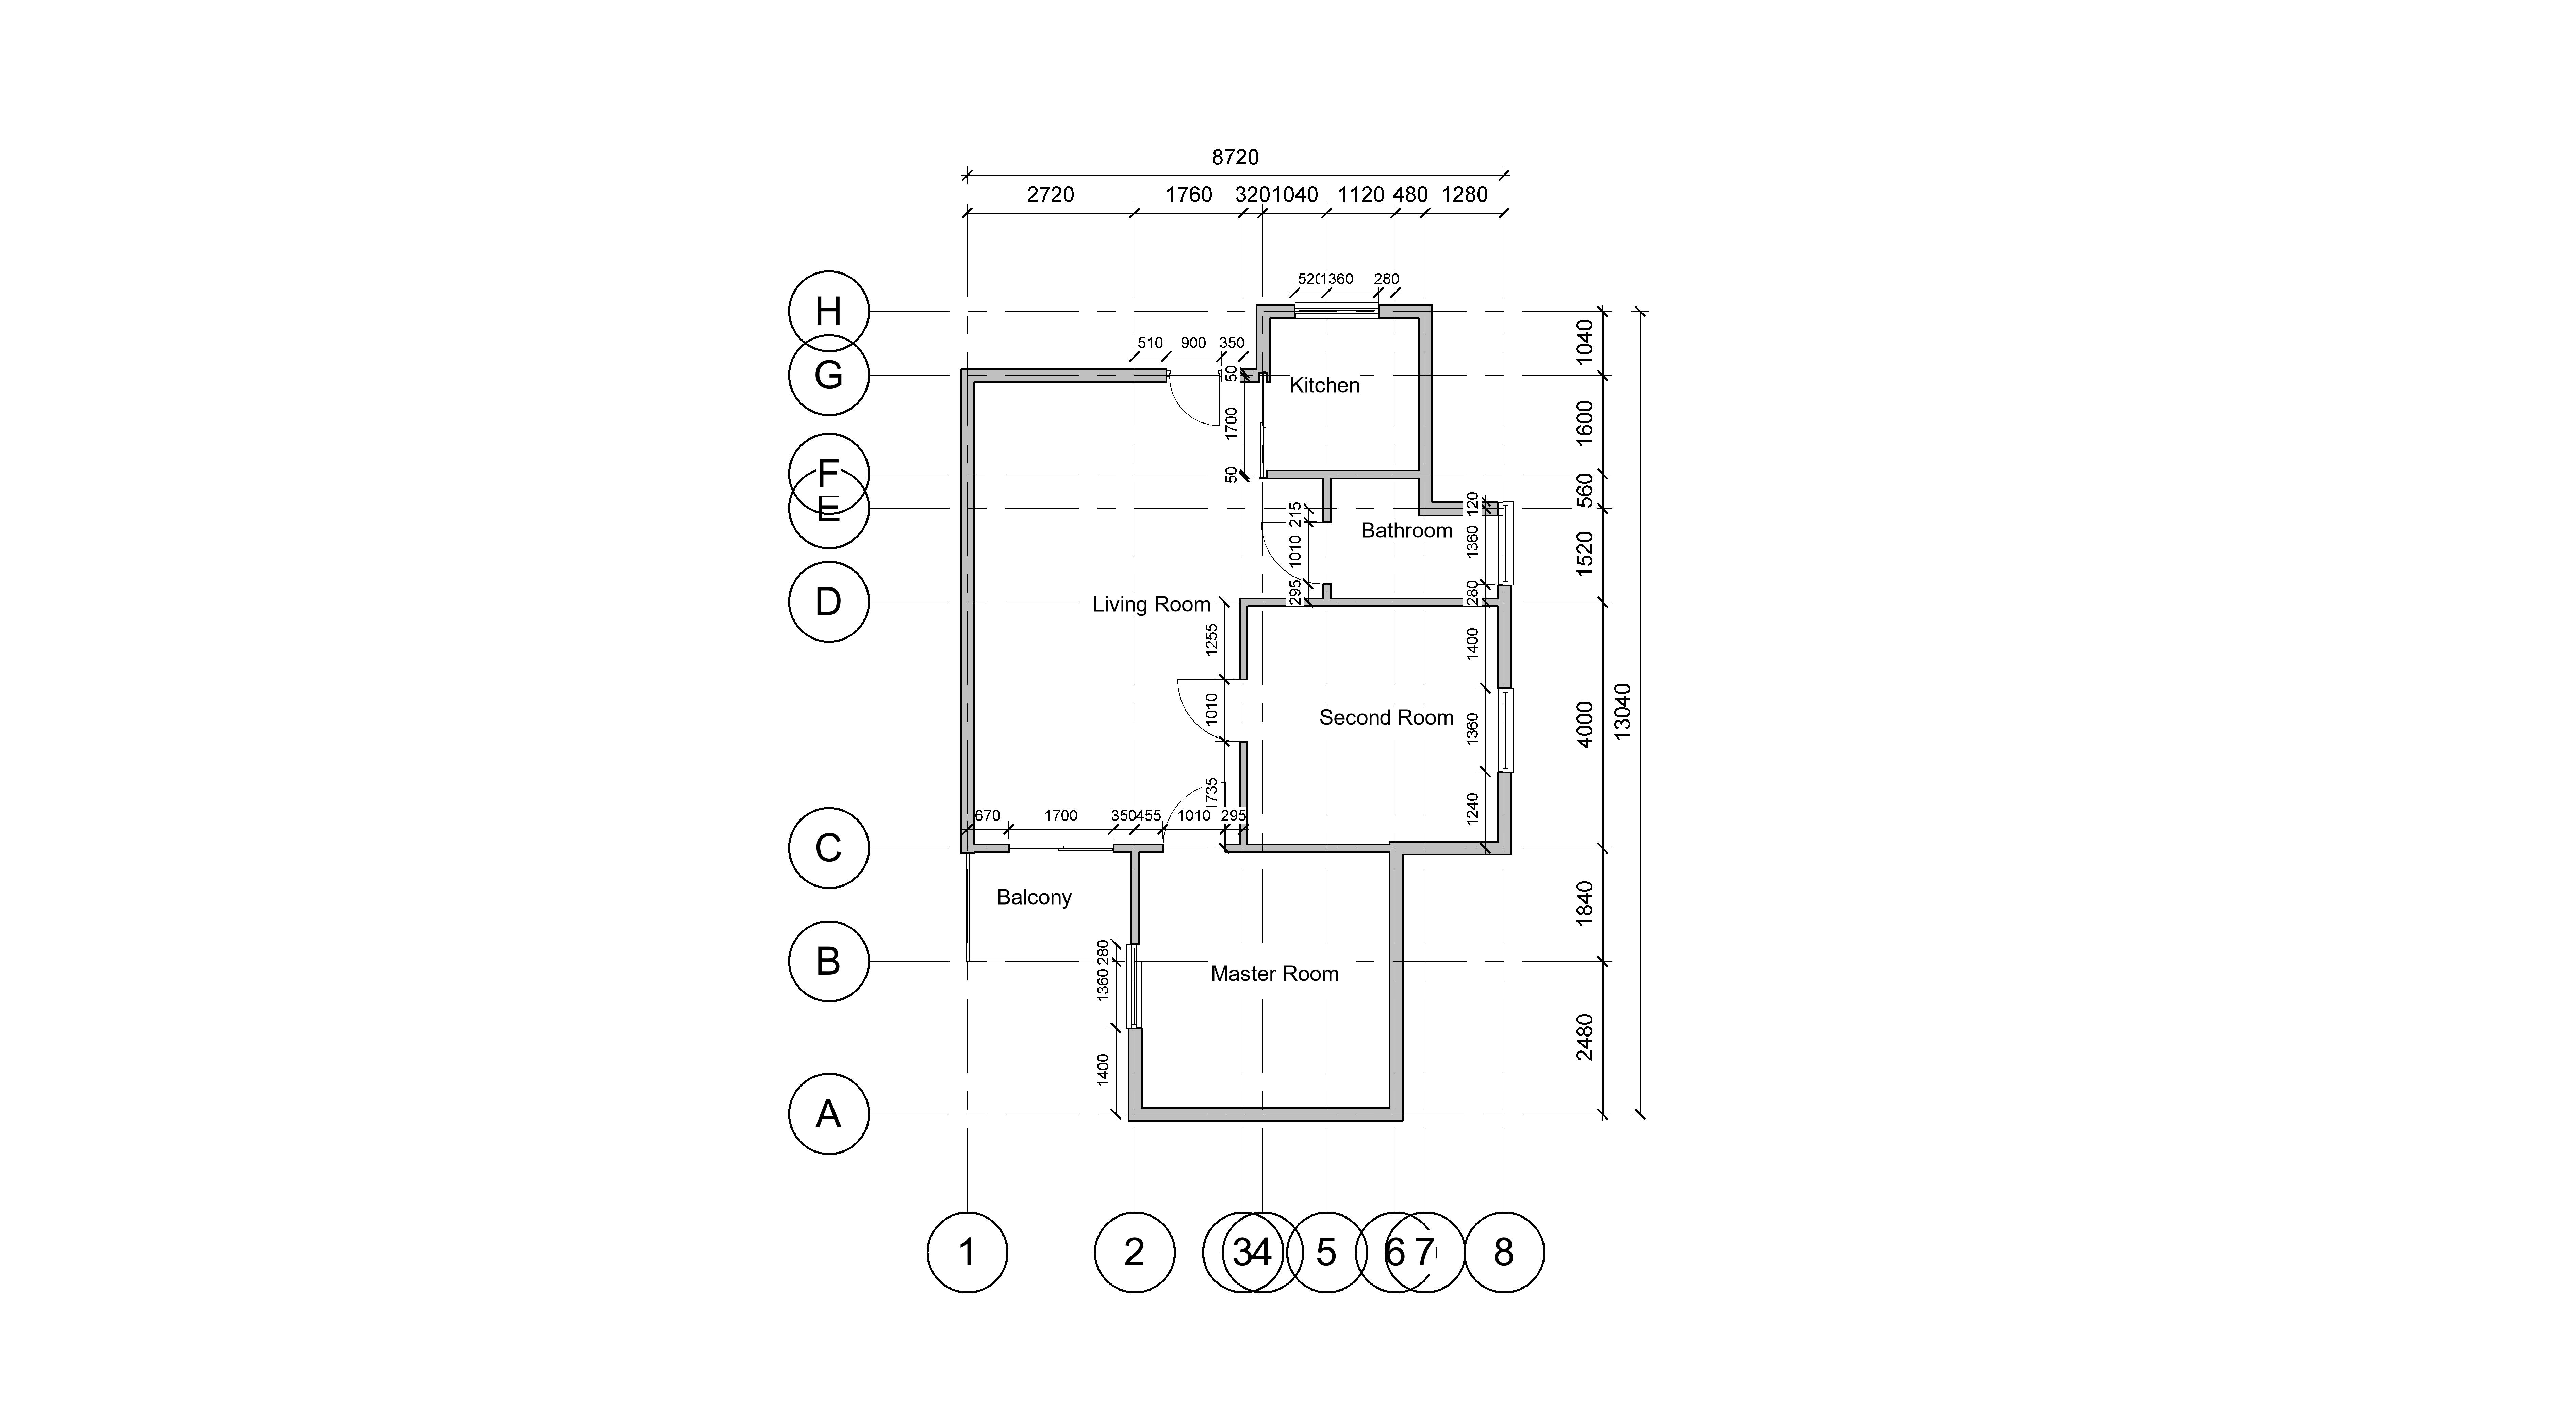 8720
2720 1760 320 1040 1120 480 1280
520 1360 280
H
1040
510 900 350
G
50
Kitchen
1700
1600
F
50
560
E
120
215
Bathroom
1010
1360
1520
295
280
D
Living Room
1255
1400
1010
Second Room
1360
4000
13040
1735
1240
670 1700 350 455 1010 295
C
Balcony
1840
280
B
1360
Master Room
1400
2480
A
1 2 3 4 5 6 7 8